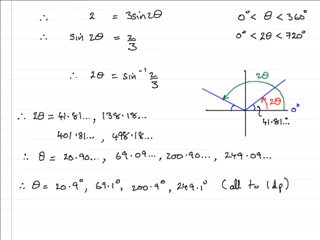 ∴ 2 = 3sin2θ 0° < θ < 360°
∴ sin 2θ = 2/3 0° < 2θ < 720°
∴ 2θ = sin⁻¹ 2/3
2θ
2θ
0°
41.81...°
∴ 2θ = 41.81..., 138.18...
401.81..., 498.18...
∴ θ = 20.90..., 69.09..., 200.90..., 249.09...
∴ θ = 20.9°, 69.1°, 200.9°, 249.1° (all to 1dp)